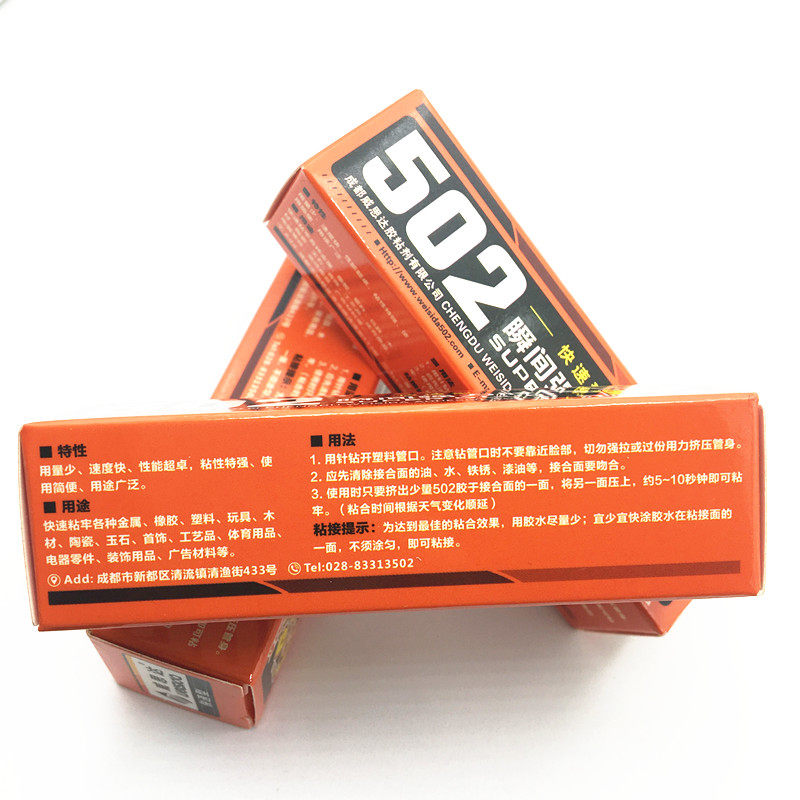 502
快速
瞬间
SUPE
成都威思达胶粘剂有限公司 CHENGDU WEISID
■ Http://www.weisida502.com ■ E-m
■ 特性
用量少、速度快、性能超卓，粘性特强、使
用简便、用途广泛。
■ 用途
快速粘牢各种金属、橡胶、塑料、玩具、木
材、陶瓷、玉石、首饰、工艺品、体育用品、
电器零件、装饰用品、广告材料等。
Add: 成都市新都区清流镇清渔街433号
■ 用法
1. 用针钻开塑料管口。注意钻管口时不要靠近脸部，切勿强拉或过份用力挤压管身。
2. 应先清除接合面的油、水、铁锈、漆油等，接合面要吻合。
3. 使用时只要挤出少量502胶于接合面的一面，将另一面压上，约5~10秒钟即可粘
牢。（粘合时间根据天气变化顺延）
粘接提示：为达到最佳的粘合效果，用胶水尽量少；宜少宜快涂胶水在粘接面的
一面，不须涂匀，即可粘接。
Tel:028-83313502